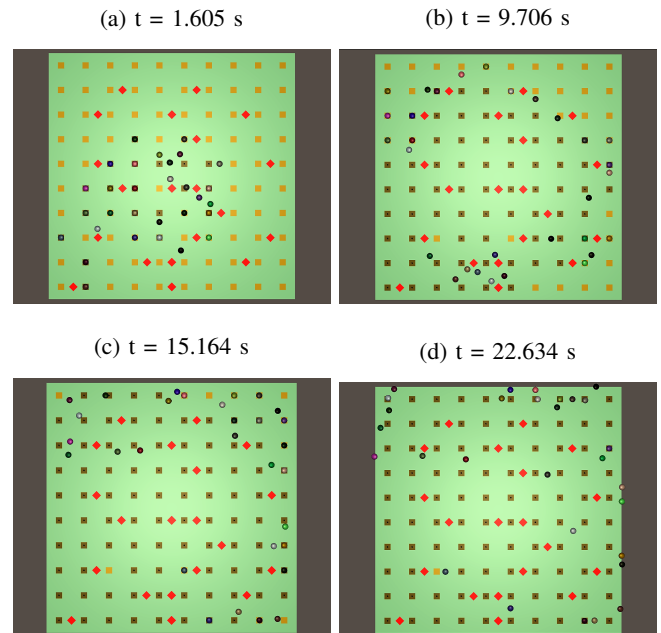 (a) t = 1.605 s
(b) t = 9.706 s
(c) t = 15.164 s
(d) t = 22.634 s